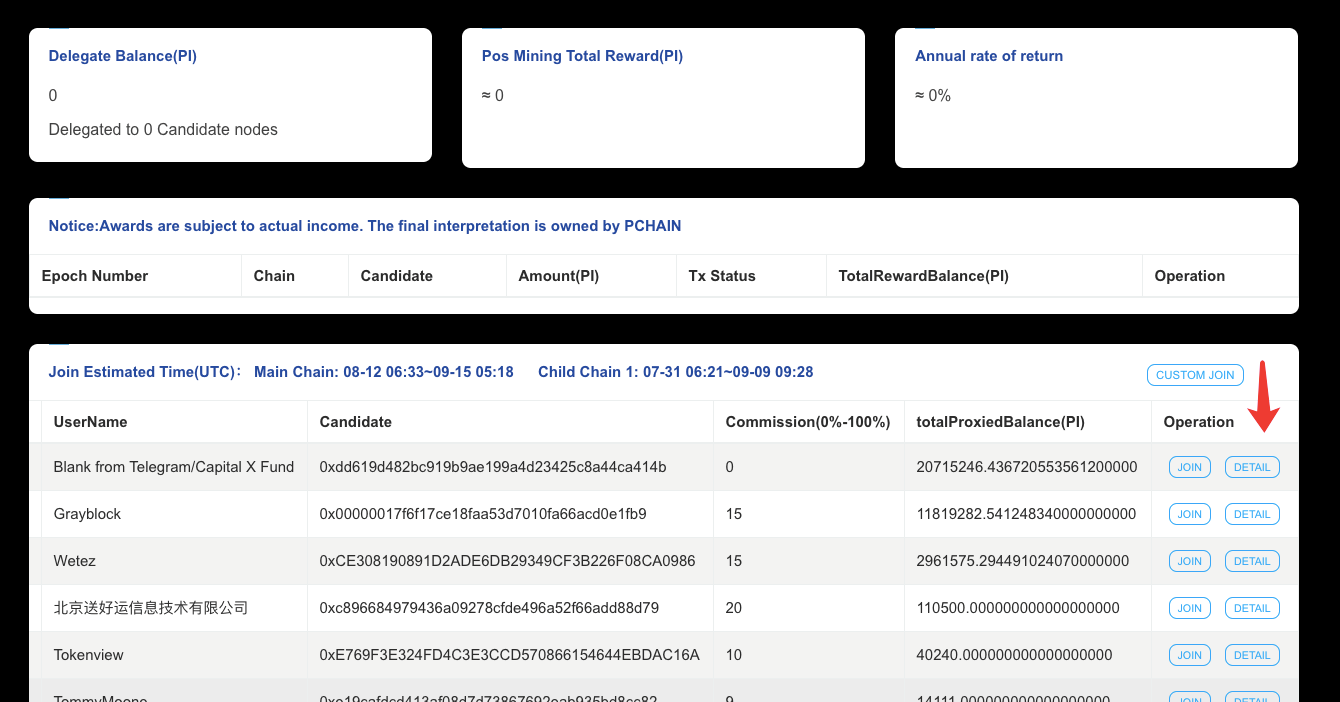 Delegate Balance(PI)
0
Delegated to 0 Candidate nodes
Pos Mining Total Reward(PI)
≈ 0
Annual rate of return
≈ 0%
Notice:Awards are subject to actual income. The final interpretation is owned by PCHAIN
Epoch Number Chain Candidate Amount(PI) Tx Status TotalRewardBalance(PI) Operation
Join Estimated Time(UTC)： Main Chain: 08-12 06:33~09-15 05:18 Child Chain 1: 07-31 06:21~09-09 09:28 CUSTOM JOIN
UserName Candidate Commission(0%-100%) totalProxiedBalance(PI) Operation
Blank from Telegram/Capital X Fund 0xdd619d482bc919b9ae199a4d23425c8a44ca414b 0 20715246.436720553561200000 JOIN DETAIL
Grayblock 0x00000017f6f17ce18faa53d7010fa66acd0e1fb9 15 11819282.541248340000000000 JOIN DETAIL
Wetez 0xCE308190891D2ADE6DB29349CF3B226F08CA0986 15 2961575.294491024070000000 JOIN DETAIL
北京送好运信息技术有限公司 0xc896684979436a09278cfde496a52f66add88d79 20 110500.000000000000000000 JOIN DETAIL
Tokenview 0xE769F3E324FD4C3E3CCD570866154644EBDAC16A 10 40240.000000000000000000 JOIN DETAIL
TommyMoone 9 14111.000000000000000000 JOIN DETAIL